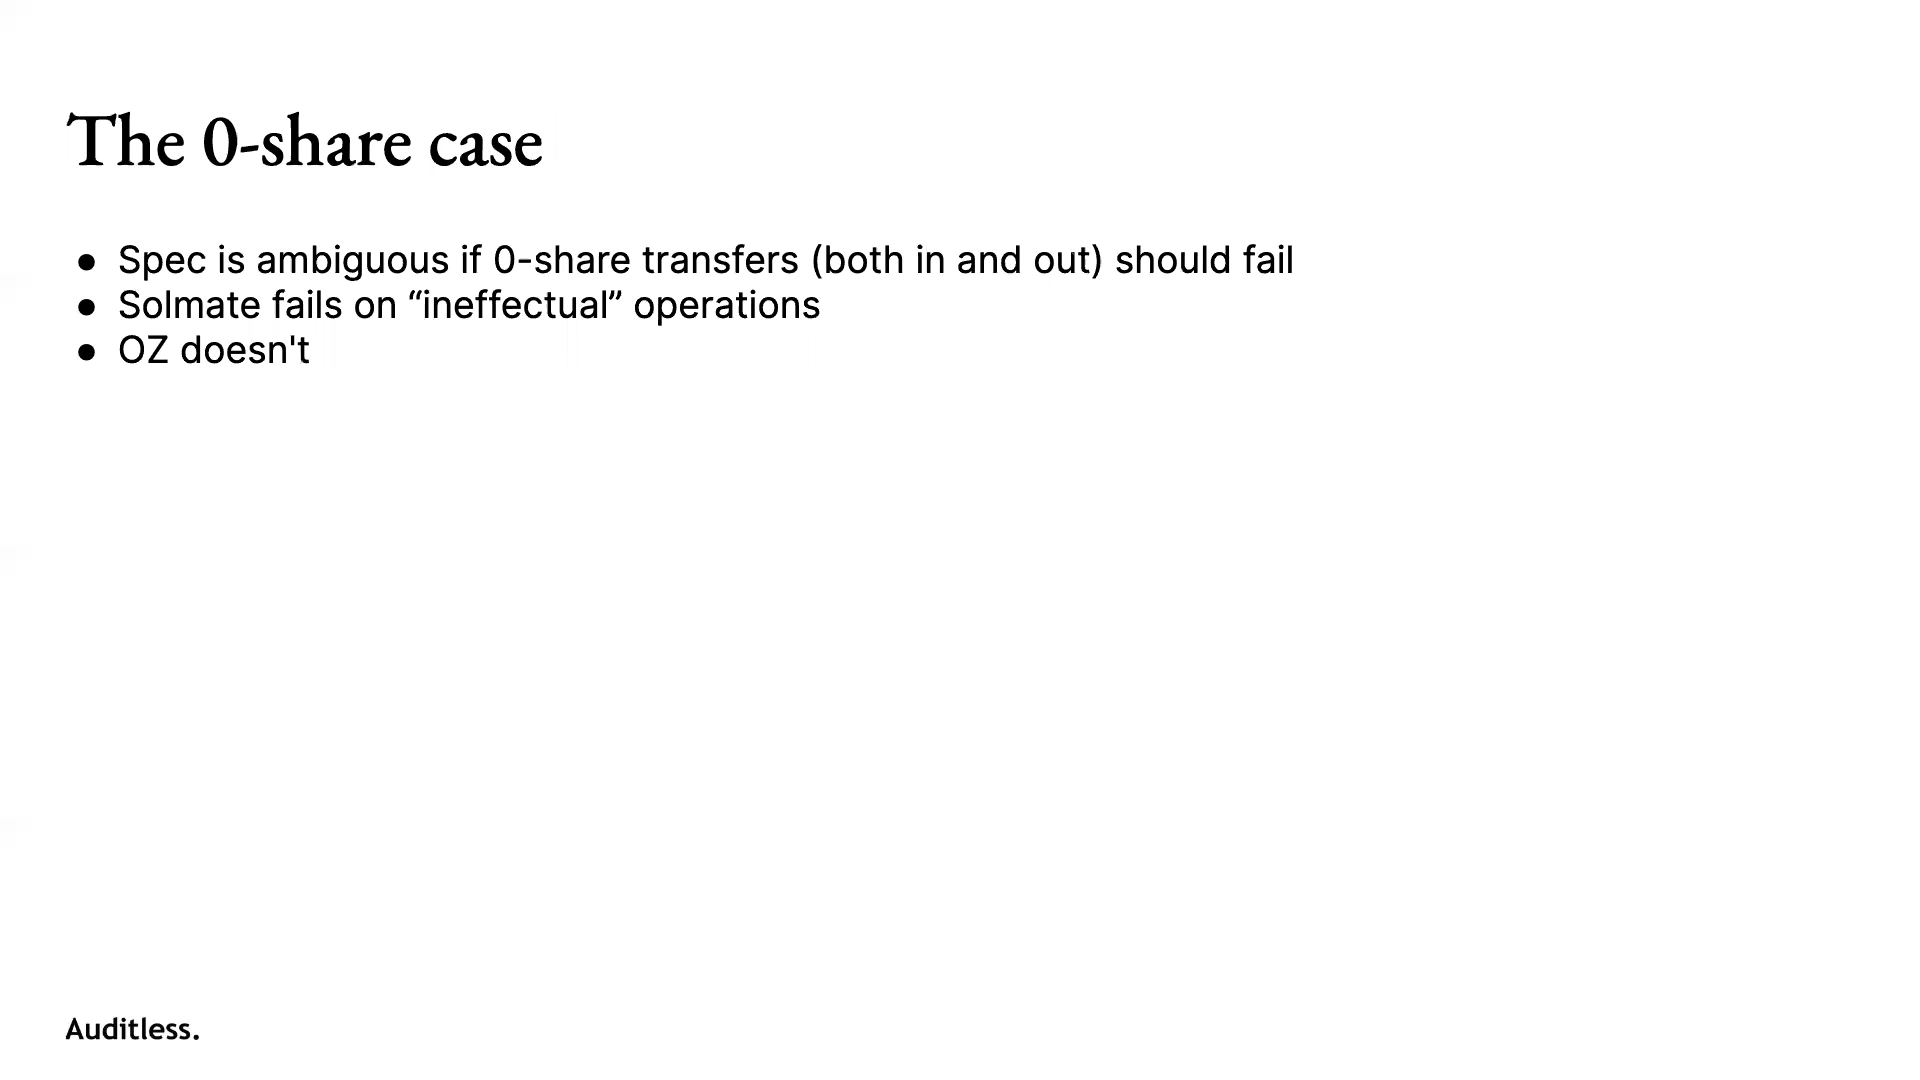 The 0-share case
● Spec is ambiguous if 0-share transfers (both in and out) should fail
● Solmate fails on “ineffectual” operations
● OZ doesn't
Auditless.